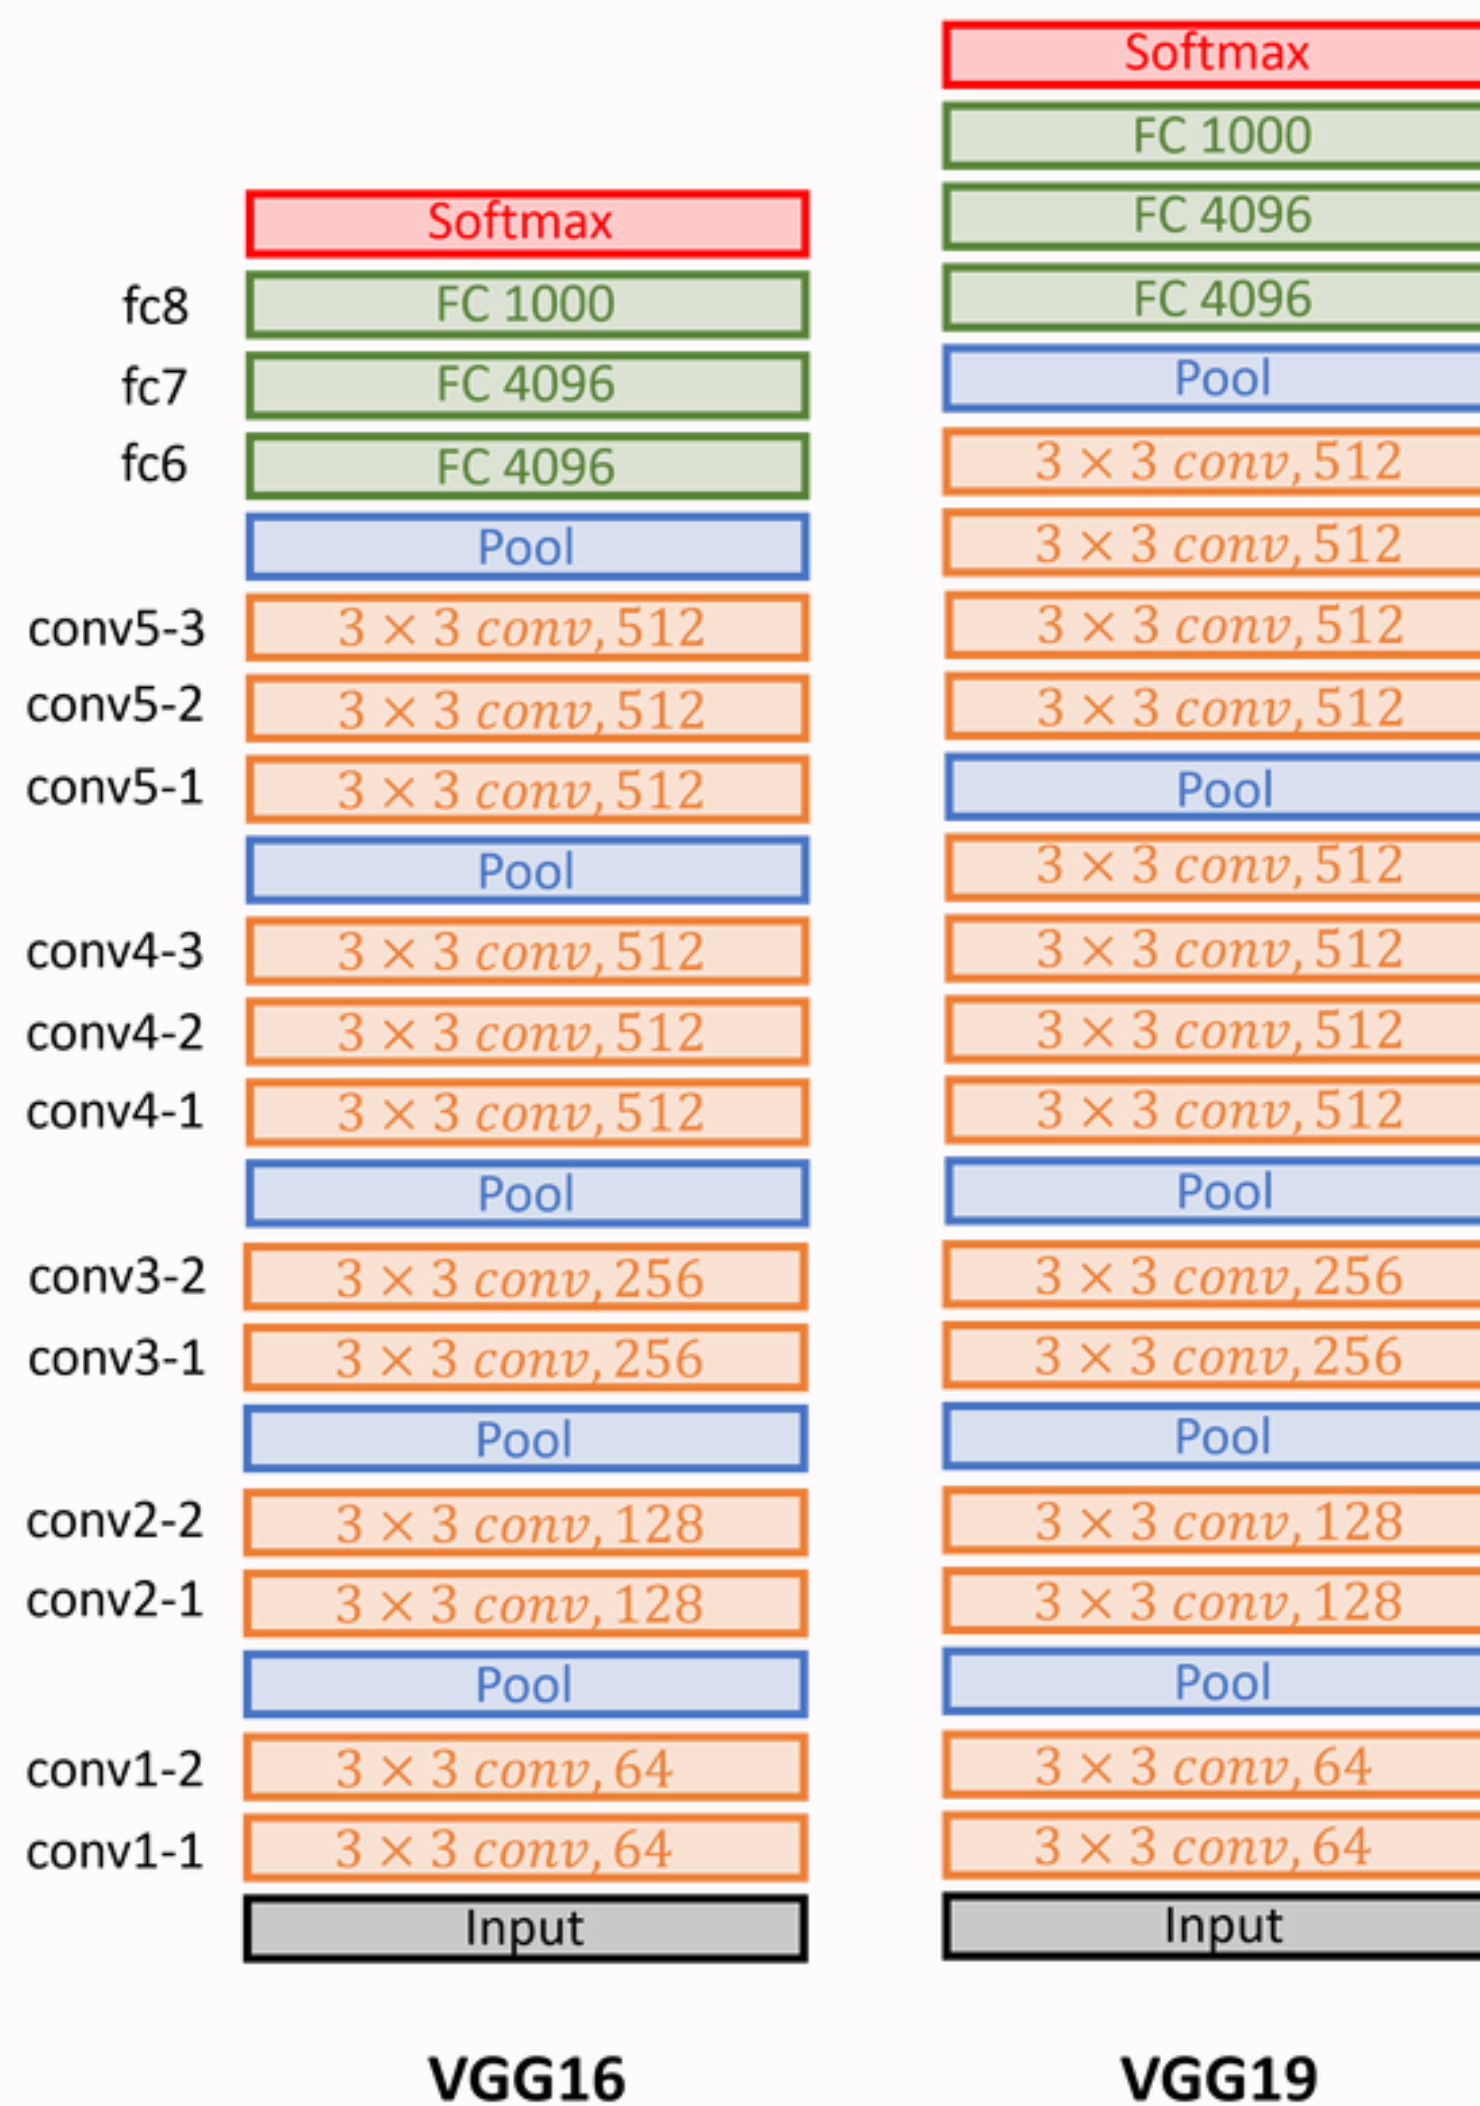 Softmax
FC 1000
FC 4096
FC 4096
Pool
3 × 3 conv, 512
3 × 3 conv, 512
3 × 3 conv, 512
3 × 3 conv, 512
Pool
3 × 3 conv, 512
3 × 3 conv, 512
3 × 3 conv, 512
3 × 3 conv, 512
Pool
3 × 3 conv, 256
3 × 3 conv, 256
Pool
3 × 3 conv, 128
3 × 3 conv, 128
Pool
3 × 3 conv, 64
3 × 3 conv, 64
Input
VGG19
Softmax
fc8 FC 1000
fc7 FC 4096
fc6 FC 4096
Pool
conv5-3 3 × 3 conv, 512
conv5-2 3 × 3 conv, 512
conv5-1 3 × 3 conv, 512
Pool
conv4-3 3 × 3 conv, 512
conv4-2 3 × 3 conv, 512
conv4-1 3 × 3 conv, 512
Pool
conv3-2 3 × 3 conv, 256
conv3-1 3 × 3 conv, 256
Pool
conv2-2 3 × 3 conv, 128
conv2-1 3 × 3 conv, 128
Pool
conv1-2 3 × 3 conv, 64
conv1-1 3 × 3 conv, 64
Input
VGG16